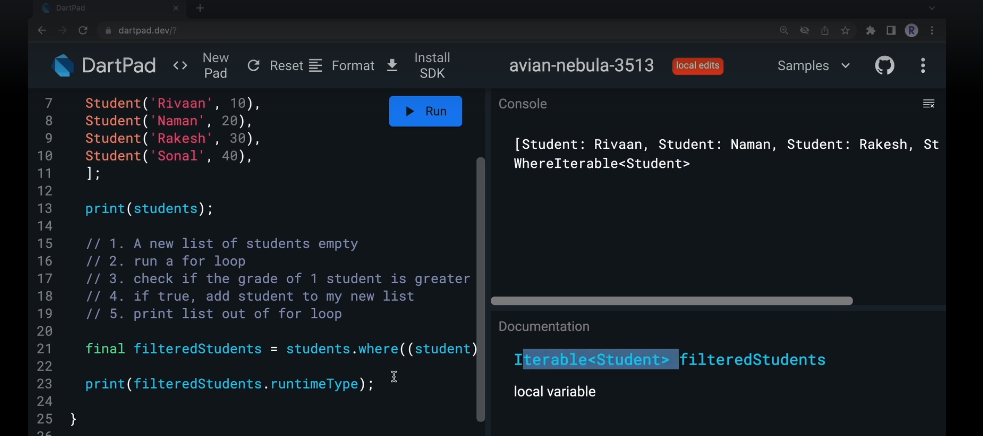 DartPad
dartpad.dev/?
R
DartPad
<> New Pad
Reset
Format
Install SDK
avian-nebula-3513
local edits
Samples
7 Student('Rivaan', 10),
8 Student('Naman', 20),
9 Student('Rakesh', 30),
10 Student('Sonal', 40),
11 ];
12
13 print(students);
14
15 // 1. A new list of students empty
16 // 2. run a for loop
17 // 3. check if the grade of 1 student is greater
18 // 4. if true, add student to my new list
19 // 5. print list out of for loop
20
21 final filteredStudents = students.where((student)
22
23 print(filteredStudents.runtimeType);
24
25 }
26
Run
Console
[Student: Rivaan, Student: Naman, Student: Rakesh, St
WhereIterable<Student>
Documentation
Iterable<Student> filteredStudents
local variable